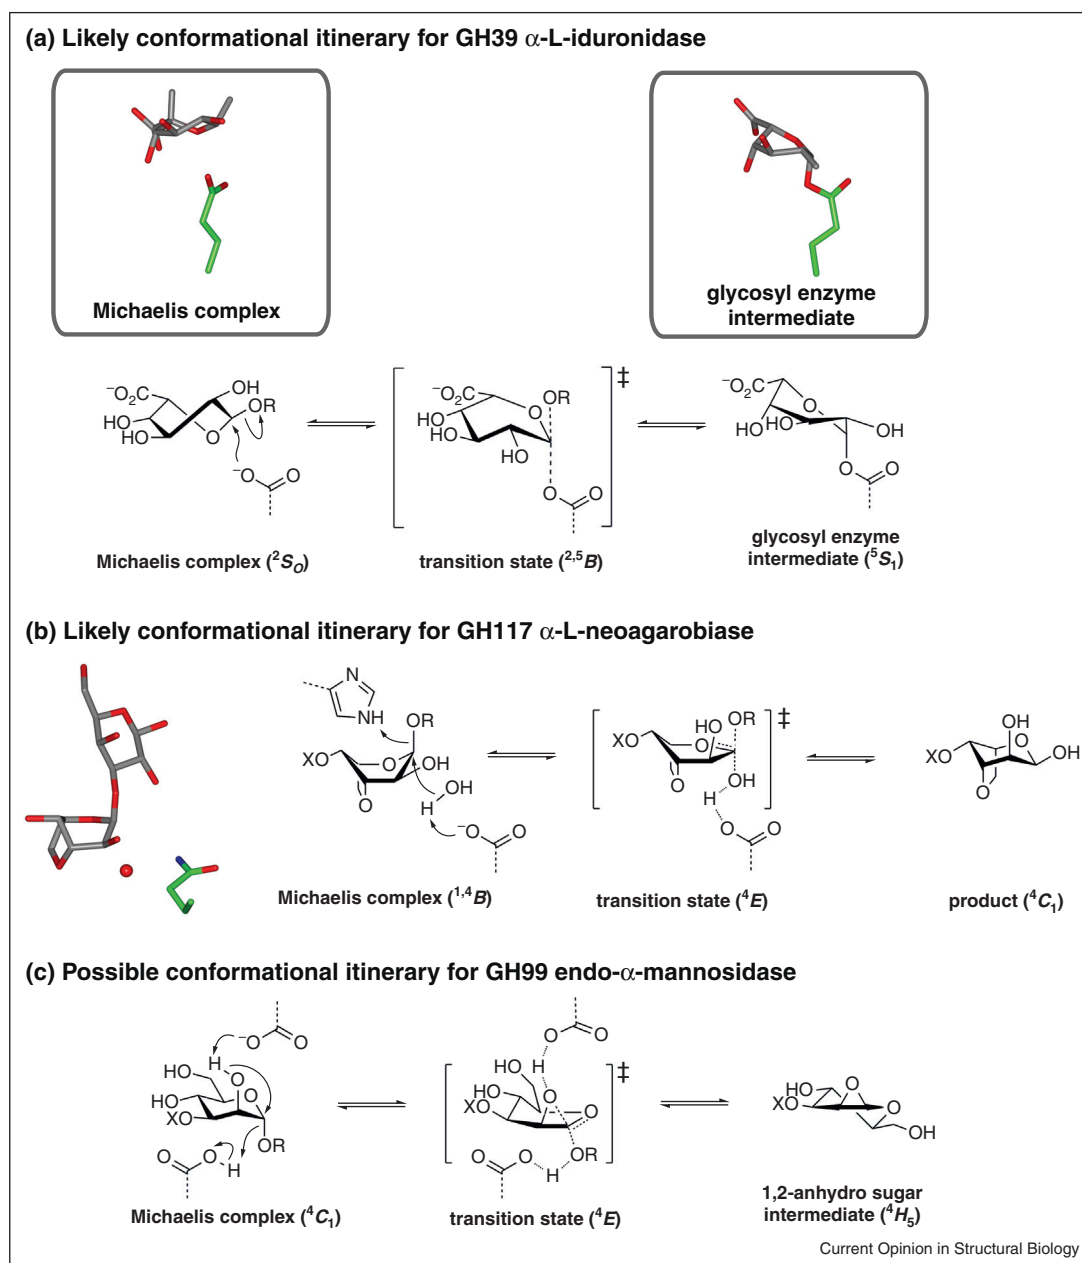 (a) Likely conformational itinerary for GH39 α-L-iduronidase
Michaelis complex
glycosyl enzyme
intermediate
⁻O₂C
OH
OR
HO
HO
O
⁻O
O
⁻O₂C
O
OR
HO
HO
HO
O
O
‡
⁻O₂C
O
HO
HO
OH
O
O
Michaelis complex (²S_O)
transition state (²,⁵B)
glycosyl enzyme
intermediate (⁵S₁)
(b) Likely conformational itinerary for GH117 α-L-neoagarobiase
N
NH
OR
XO
O
OH
O
OH
H
⁻O
O
HO
OR
XO
O
O
OH
H
O
O
‡
OH
O
XO
OH
O
Michaelis complex (¹,⁴B)
transition state (⁴E)
product (⁴C₁)
(c) Possible conformational itinerary for GH99 endo-α-mannosidase
⁻O
O
H
HO
O
O
HO
XO
OR
O
O
H
O
O
H
HO
O
HO
XO
O
OR
O
O
H
‡
HO
O
XO
O
OH
Michaelis complex (⁴C₁)
transition state (⁴E)
1,2-anhydro sugar
intermediate (⁴H₅)
Current Opinion in Structural Biology